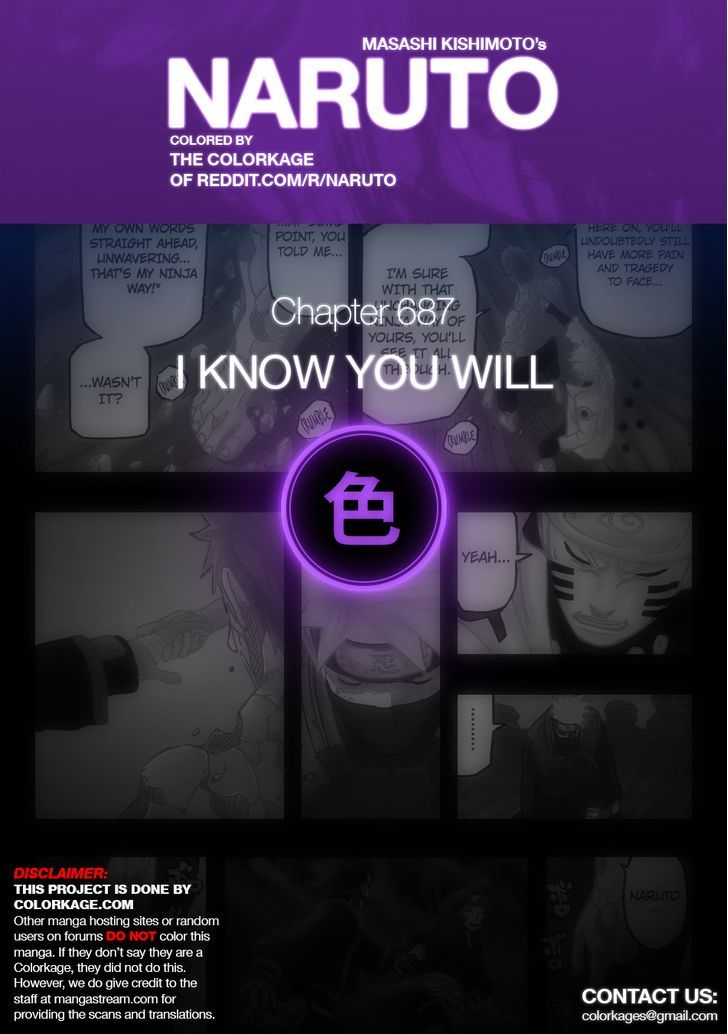 MASASHI KISHIMOTO's
NARUTO
COLORED BY
THE COLORKAGE
OF REDDIT.COM/R/NARUTO
MY OWN WORDS
STRAIGHT AHEAD,
UNWAVERING...
THAT'S MY NINJA
WAY!"
...AT SOME
POINT, YOU
TOLD ME...
...WASN'T
IT?
CRUMBLE
CRUMBLE
I'M SURE
WITH THAT
NINJA WAY OF
YOURS, YOU'LL
SEE IT ALL
THROUGH.
CRUMBLE
CRUMBLE
HERE ON, YOU'LL
UNDOUBTEDLY STILL
HAVE MORE PAIN
AND TRAGEDY
TO FACE...
Chapter 687
I KNOW YOU WILL
色
YEAH...
NARUTO
...
DISCLAIMER:
THIS PROJECT IS DONE BY
COLORKAGE.COM
Other manga hosting sites or random
users on forums DO NOT color this
manga. If they don't say they are a
Colorkage, they did not do this.
However, we do give credit to the
staff at mangastream.com for
providing the scans and translations.
CONTACT US:
colorkages@gmail.com